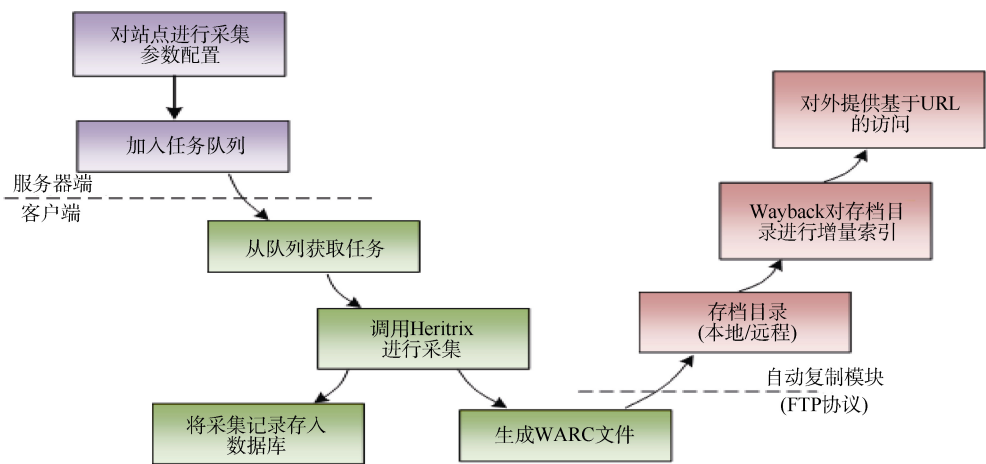 对站点进行采集
参数配置
加入任务队列
服务器端
客户端
从队列获取任务
调用Heritrix
进行采集
将采集记录存入
数据库
生成WARC文件
自动复制模块
(FTP协议)
存档目录
(本地/远程)
Wayback对存档目
录进行增量索引
对外提供基于URL
的访问